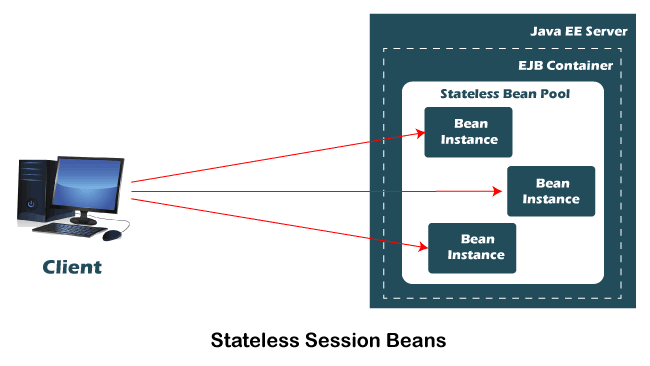 Java EE Server
EJB Container
Stateless Bean Pool
Bean
Instance
Bean
Instance
Bean
Instance
Client
Stateless Session Beans